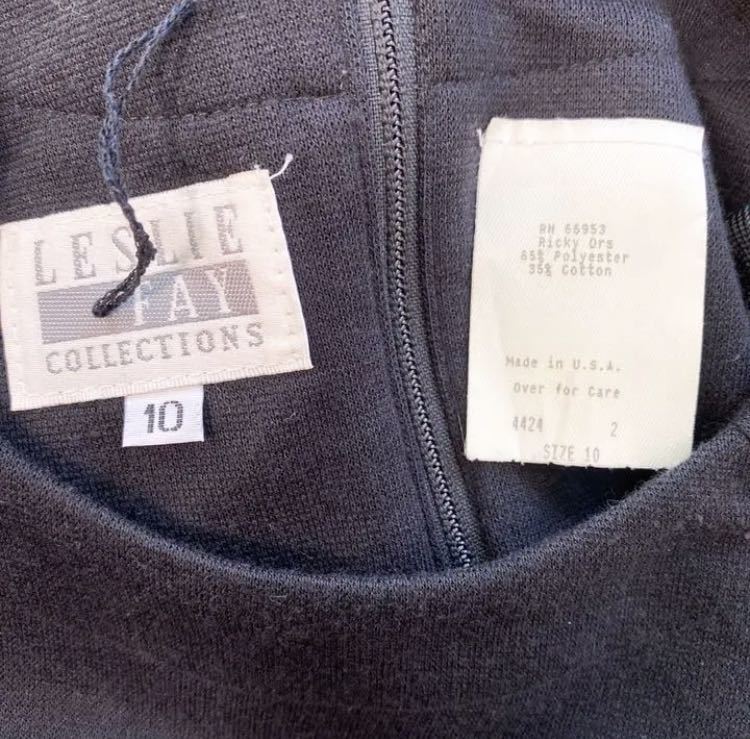 LESLIE
FAY
COLLECTIONS
10
RN 66953
Ricky Drs
65% Polyester
35% Cotton
Made in U.S.A.
Over for Care
4424 2
SIZE 10